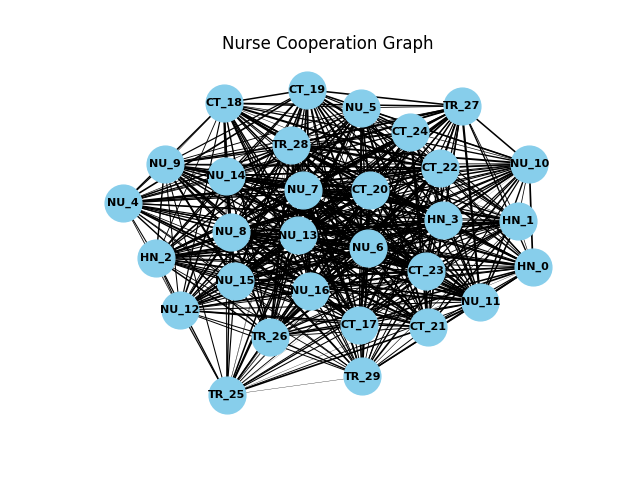 Nurse Cooperation Graph
CT_19
CT_18
NU_5
TR_27
CT_24
TR_28
NU_9
NU_14
CT_22
NU_10
NU_7
CT_20
NU_4
HN_3
HN_1
NU_8
NU_13
NU_6
HN_2
HN_0
CT_23
NU_15
NU_16
NU_11
NU_12
CT_17
CT_21
TR_26
TR_29
TR_25